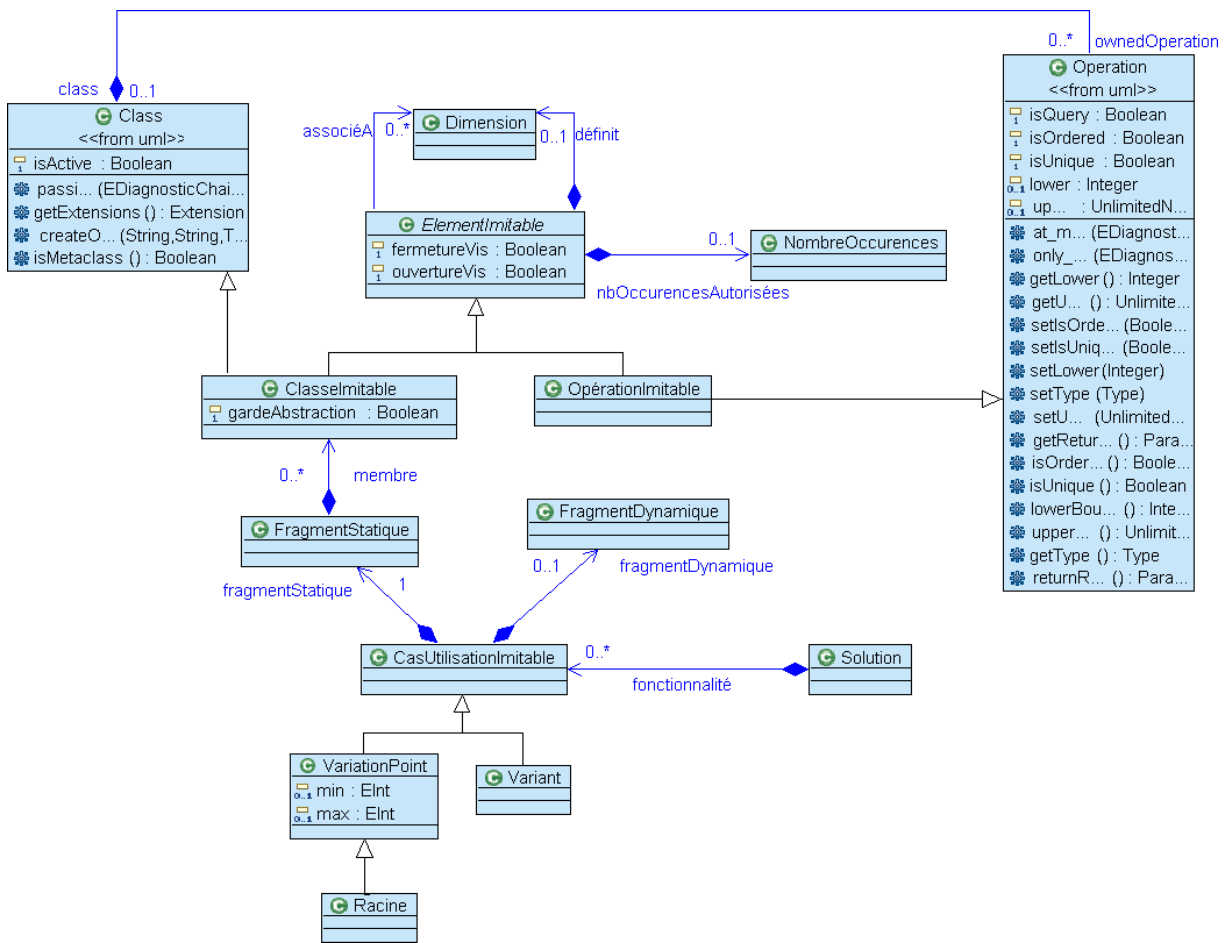 0..* ownedOperation
class 0..1
Operation
<<from uml>>
isQuery : Boolean
isOrdered : Boolean
isUnique : Boolean
lower : Integer
up... : UnlimitedN...
at_m... (EDiagnost...
only_... (EDiagnos...
getLower () : Integer
getU... () : Unlimite...
setIsOrde... (Boole...
setIsUniq... (Boole...
setLower(Integer)
setType (Type)
setU... (Unlimited...
getRetur... () : Para...
isOrder... () : Boole...
isUnique () : Boolean
lowerBou... () : Inte...
upper... () : Unlimit...
getType () : Type
returnR... () : Para...
Class
<<from uml>>
isActive : Boolean
passi... (EDiagnosticChai...
getExtensions () : Extension
createO... (String,String,T...
isMetaclass () : Boolean
associéA 0..*
Dimension
0..1 définit
ElementImitable
fermetureVis : Boolean
ouvertureVis : Boolean
0..1
nbOccurencesAutorisées
NombreOccurences
ClasseImitable
gardeAbstraction : Boolean
OpérationImitable
0..* membre
FragmentStatique
FragmentDynamique
fragmentStatique 1
0..1 fragmentDynamique
CasUtilisationImitable
0..*
fonctionnalité
Solution
VariationPoint
min : EInt
max : EInt
Variant
Racine